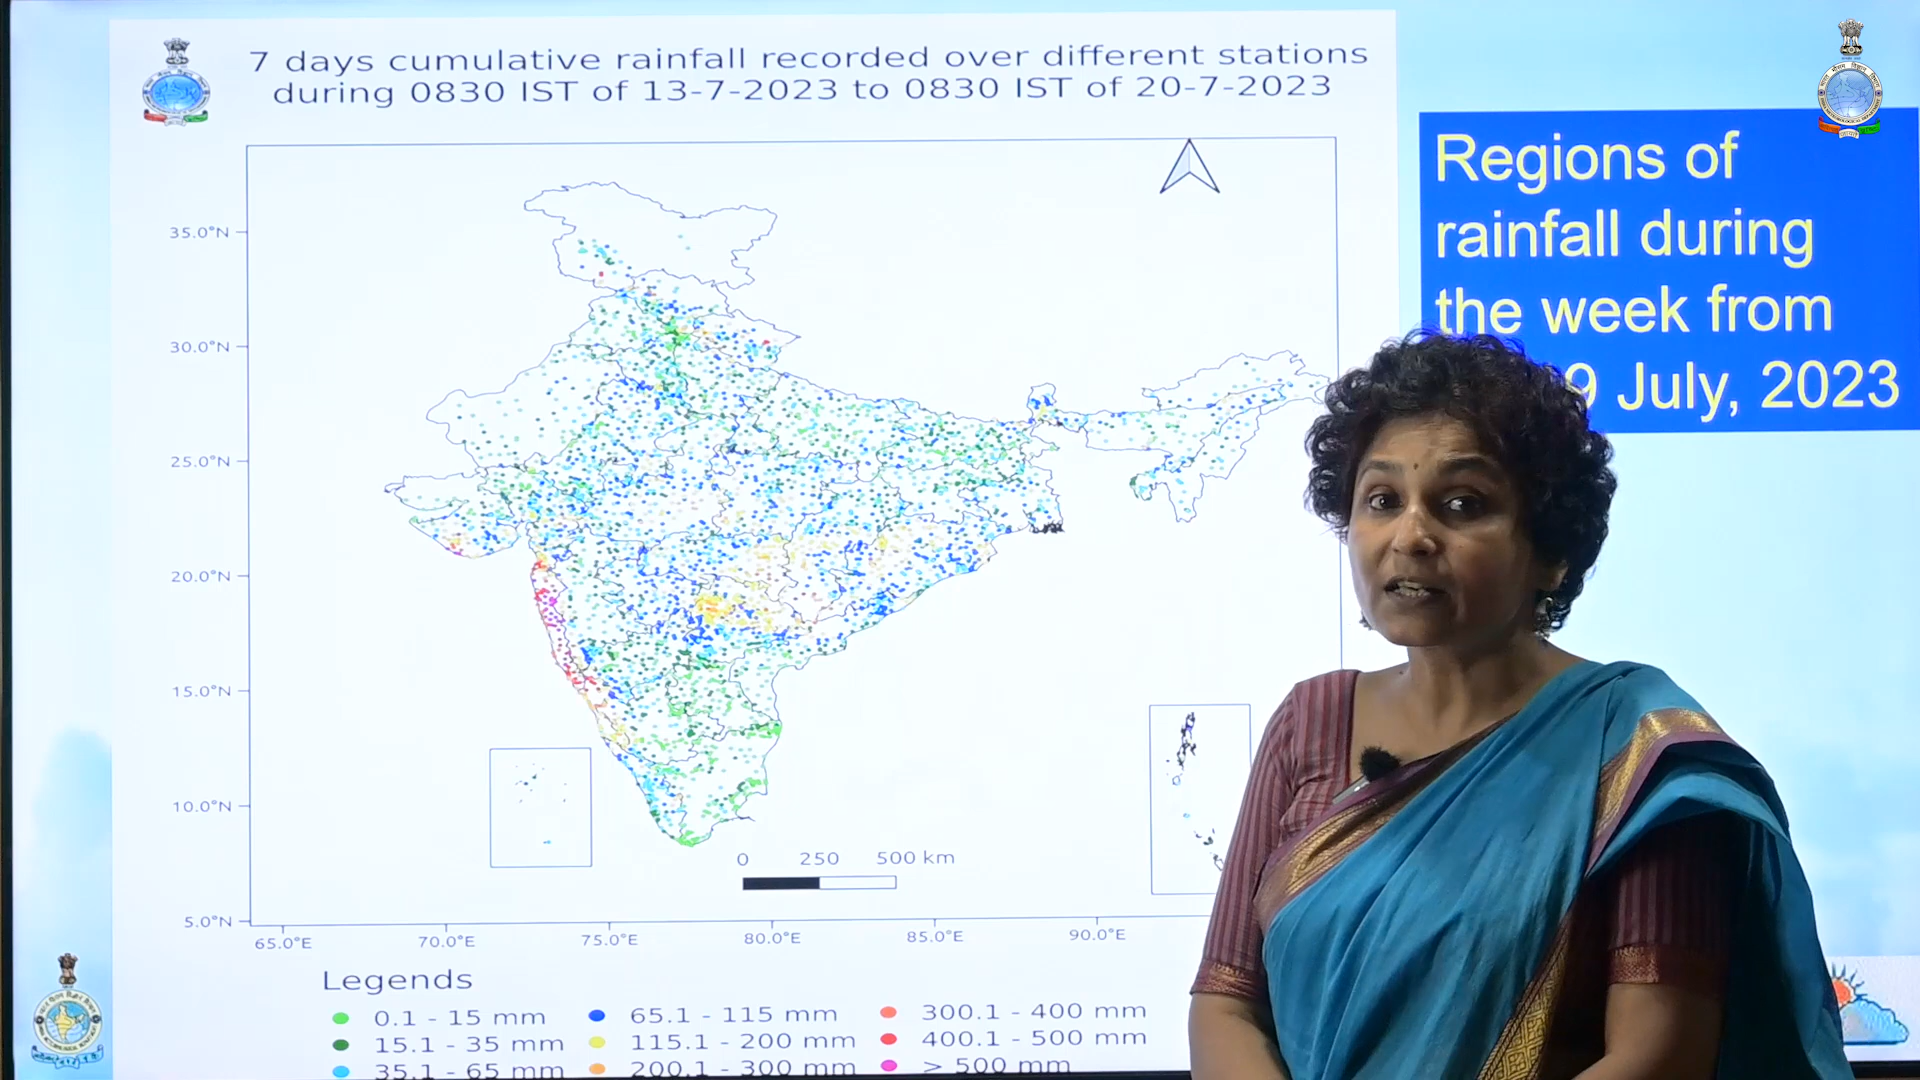 7 days cumulative rainfall recorded over different stations
during 0830 IST of 13-7-2023 to 0830 IST of 20-7-2023
Regions of
rainfall during
the week from
9 July, 2023
35.0°N
30.0°N
25.0°N
20.0°N
15.0°N
10.0°N
5.0°N
0 250 500 km
65.0°E 70.0°E 75.0°E 80.0°E 85.0°E 90.0°E
Legends
0.1 - 15 mm 65.1 - 115 mm 300.1 - 400 mm
15.1 - 35 mm 115.1 - 200 mm 400.1 - 500 mm
35.1 - 65 mm 200.1 - 300 mm > 500 mm